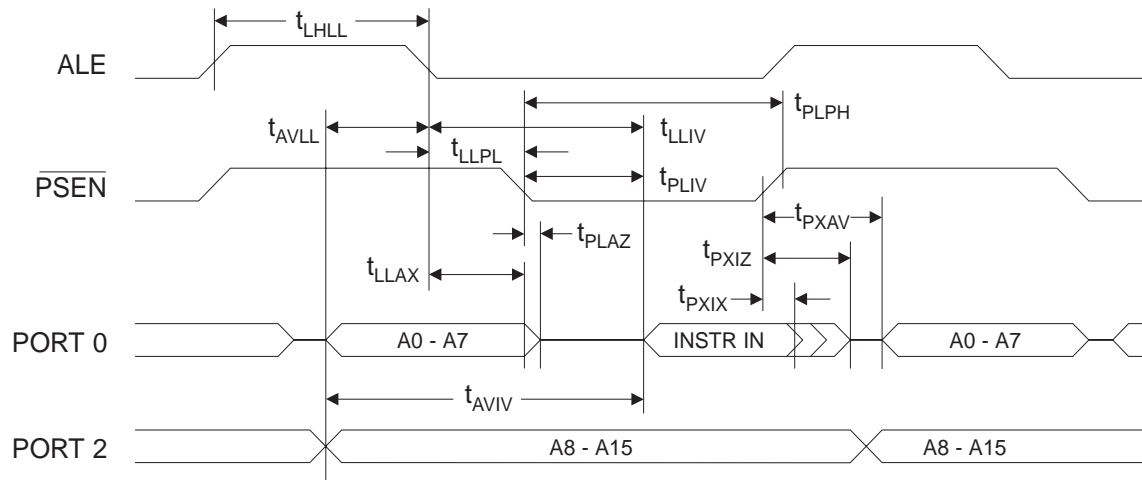 tLHLL
ALE
tPLPH
tAVLL
tLLIV
tLLPL
PSEN
tPLIV
tPXAV
tPLAZ
tPXIZ
tLLAX
tPXIX
PORT 0
A0 - A7
INSTR IN
A0 - A7
tAVIV
PORT 2
A8 - A15
A8 - A15